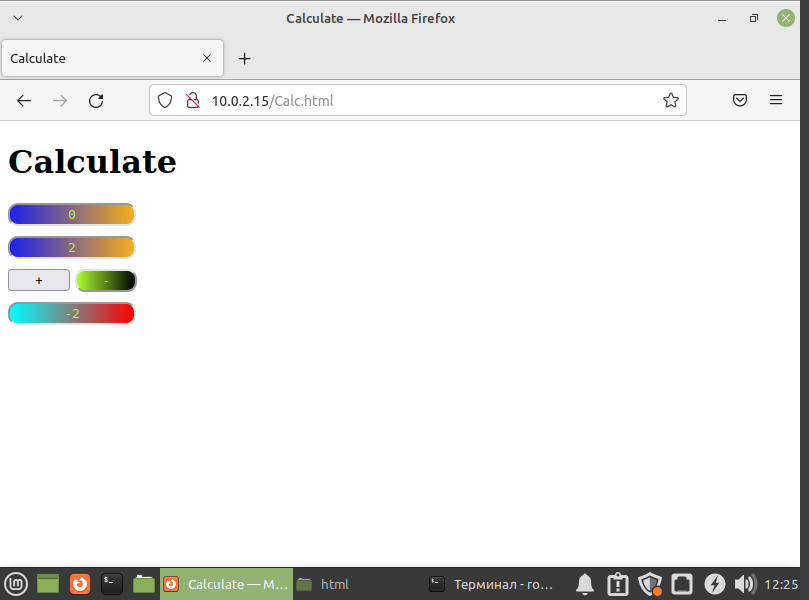 Calculate — Mozilla Firefox
Calculate
10.0.2.15/Calc.html
Calculate
0
2
+ -
-2
Calculate — M... html Терминал - ro... 12:25